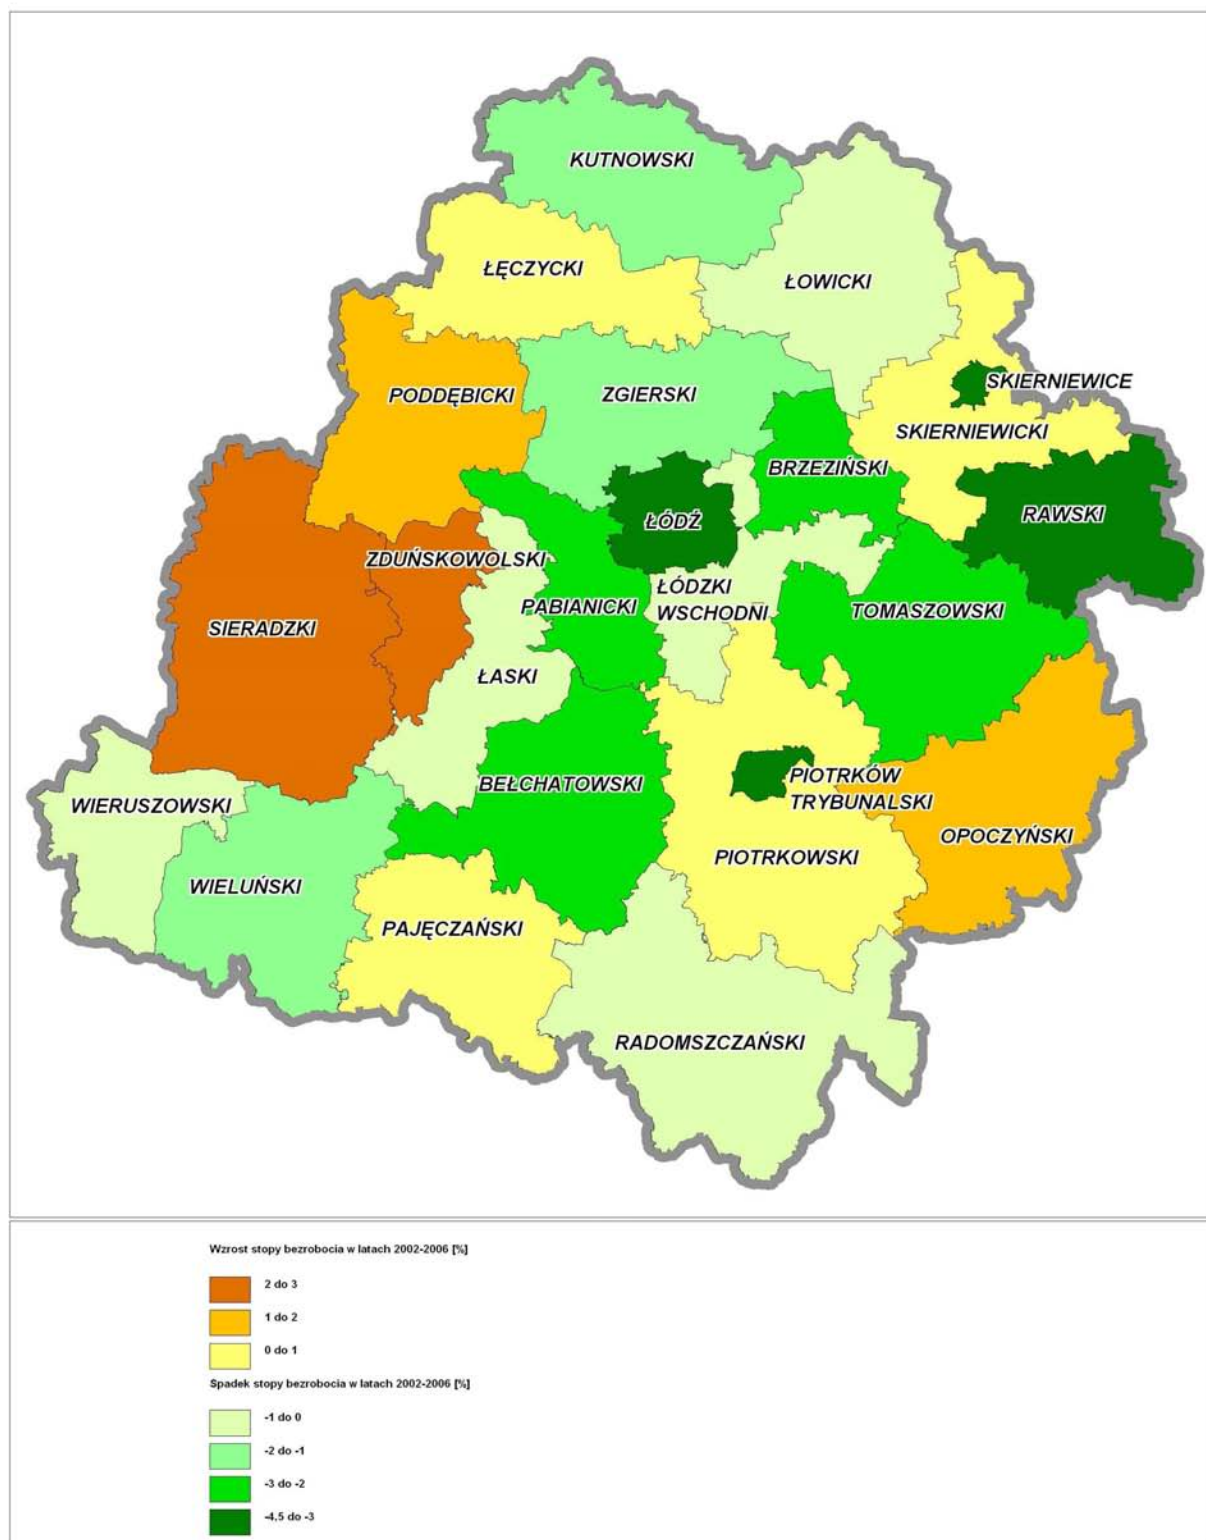 KUTNOWSKI
ŁĘCZYCKI
ŁOWICKI
SKIERNIEWICE
PODDĘBICKI
ZGIERSKI
SKIERNIEWICKI
BRZEZIŃSKI
ŁÓDŹ
RAWSKI
ZDUŃSKOWOLSKI
ŁÓDZKI
WSCHODNI
PABIANICKI
TOMASZOWSKI
SIERADZKI
ŁASKI
BEŁCHATOWSKI
PIOTRKÓW
TRYBUNALSKI
WIERUSZOWSKI
OPOCZYŃSKI
PIOTRKOWSKI
WIELUŃSKI
PAJĘCZAŃSKI
RADOMSZCZAŃSKI
Wzrost stopy bezrobocia w latach 2002-2006 [%]
2 do 3
1 do 2
0 do 1
Spadek stopy bezrobocia w latach 2002-2006 [%]
-1 do 0
-2 do -1
-3 do -2
-4,5 do -3